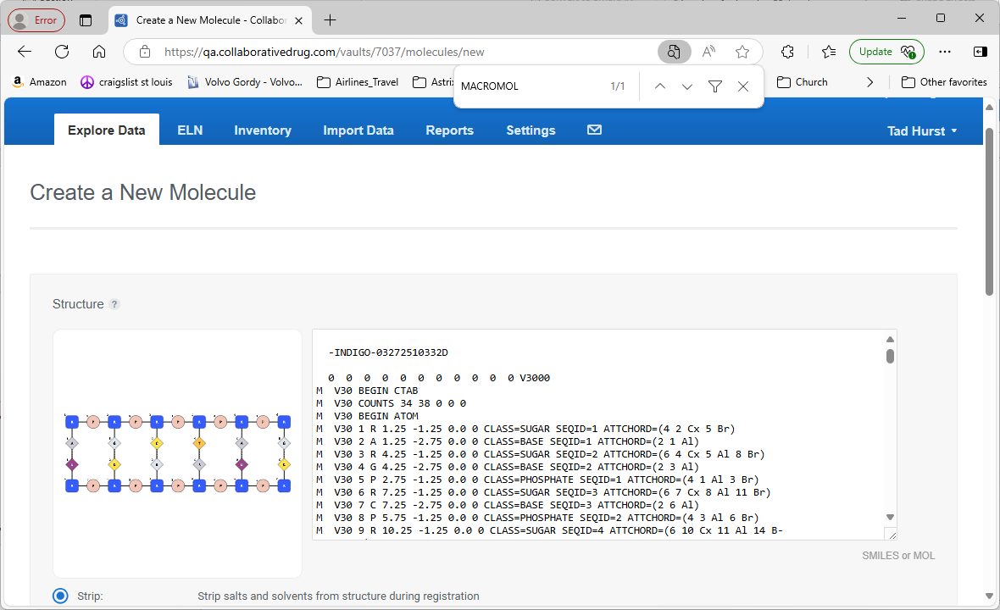 Error
Create a New Molecule - Collabor
https://qa.collaborativedrug.com/vaults/7037/molecules/new
Update
Amazon
craigslist st louis
Volvo Gordy - Volvo...
Airlines_Travel
Astri
MACROMOL
1/1
Church
Other favorites
Explore Data
ELN
Inventory
Import Data
Reports
Settings
Tad Hurst
Create a New Molecule
Structure ?
-INDIGO-03272510332D
0 0 0 0 0 0 0 0 0 0 0 V3000
M V30 BEGIN CTAB
M V30 COUNTS 34 38 0 0 0
M V30 BEGIN ATOM
M V30 1 R 1.25 -1.25 0.0 0 CLASS=SUGAR SEQID=1 ATTCHORD=(4 2 Cx 5 Br)
M V30 2 A 1.25 -2.75 0.0 0 CLASS=BASE SEQID=1 ATTCHORD=(2 1 Al)
M V30 3 R 4.25 -1.25 0.0 0 CLASS=SUGAR SEQID=2 ATTCHORD=(6 4 Cx 5 Al 8 Br)
M V30 4 G 4.25 -2.75 0.0 0 CLASS=BASE SEQID=2 ATTCHORD=(2 3 Al)
M V30 5 P 2.75 -1.25 0.0 0 CLASS=PHOSPHATE SEQID=1 ATTCHORD=(4 1 Al 3 Br)
M V30 6 R 7.25 -1.25 0.0 0 CLASS=SUGAR SEQID=3 ATTCHORD=(6 7 Cx 8 Al 11 Br)
M V30 7 C 7.25 -2.75 0.0 0 CLASS=BASE SEQID=3 ATTCHORD=(2 6 Al)
M V30 8 P 5.75 -1.25 0.0 0 CLASS=PHOSPHATE SEQID=2 ATTCHORD=(4 3 Al 6 Br)
M V30 9 R 10.25 -1.25 0.0 0 CLASS=SUGAR SEQID=4 ATTCHORD=(6 10 Cx 11 Al 14 B-
SMILES or MOL
Strip:
Strip salts and solvents from structure during registration